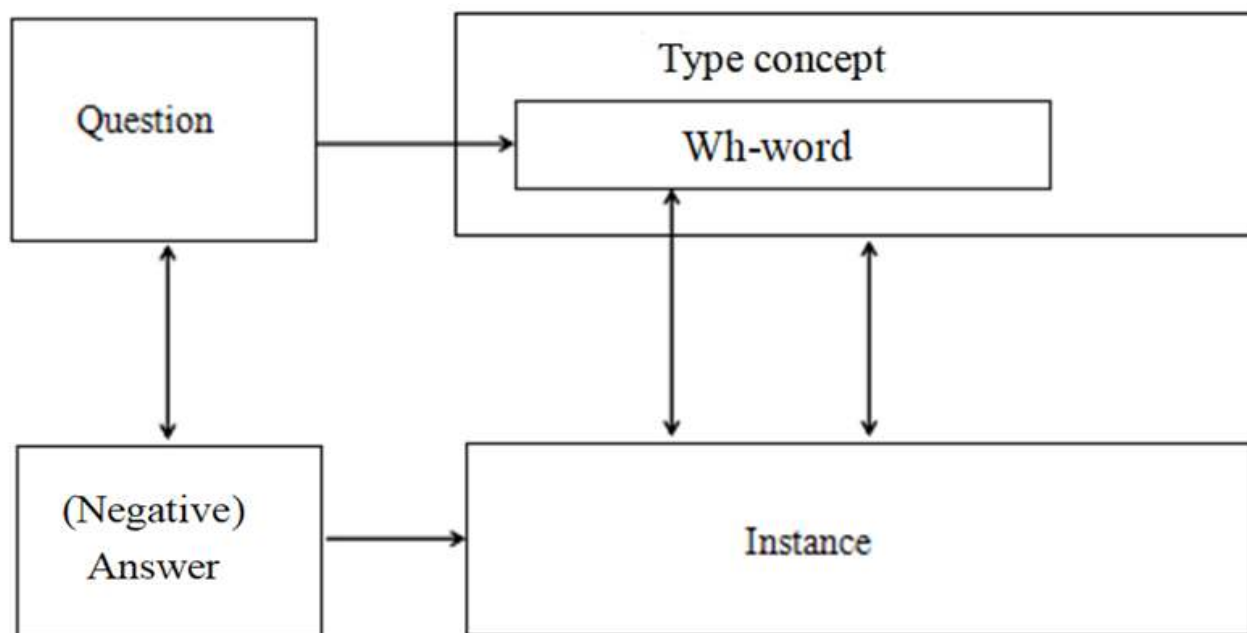 Type concept
Question
Wh-word
(Negative)
Answer
Instance